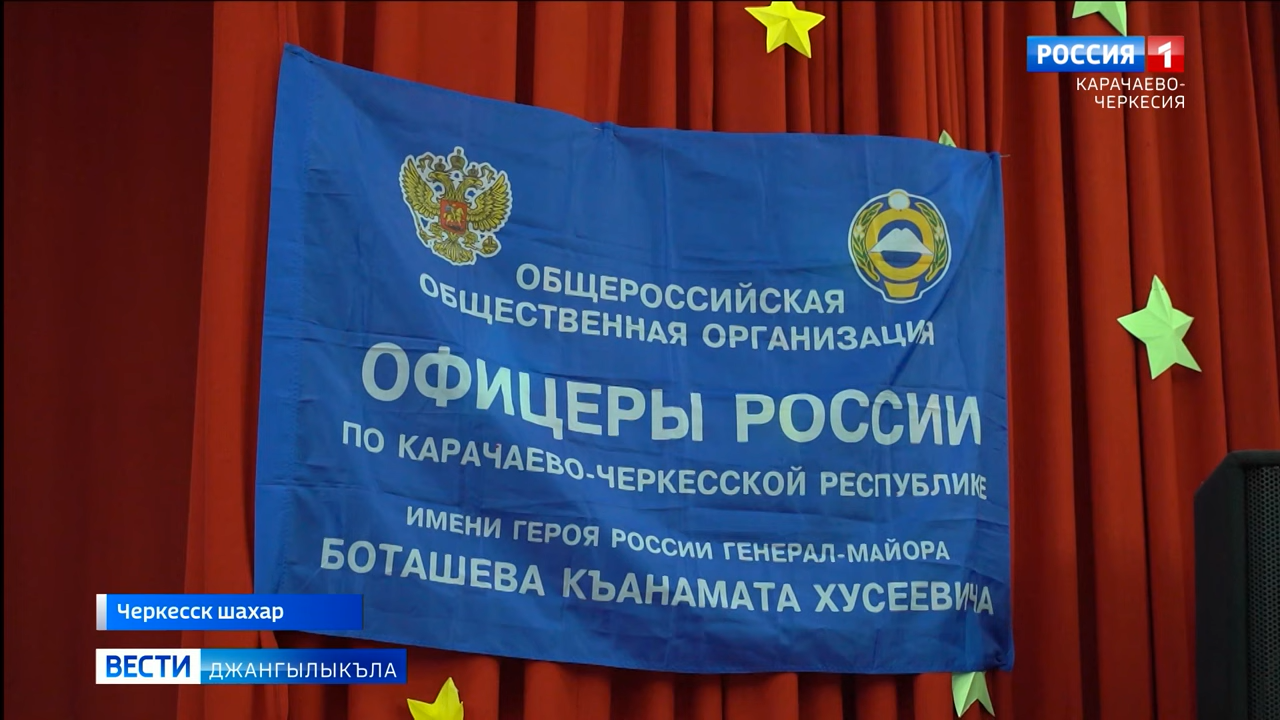 РОССИЯ 1
КАРАЧАЕВО-
ЧЕРКЕСИЯ
ОБЩЕРОССИЙСКАЯ
ОБЩЕСТВЕННАЯ ОРГАНИЗАЦИЯ
ОФИЦЕРЫ РОССИИ
ПО КАРАЧАЕВО-ЧЕРКЕССКОЙ РЕСПУБЛИКЕ
ИМЕНИ ГЕРОЯ РОССИИ ГЕНЕРАЛ-МАЙОРА
БОТАШЕВА КЪАНАМАТА ХУСЕЕВИЧА
Черкесск шахар
ВЕСТИ ДЖАНГЫЛЫКЪЛА